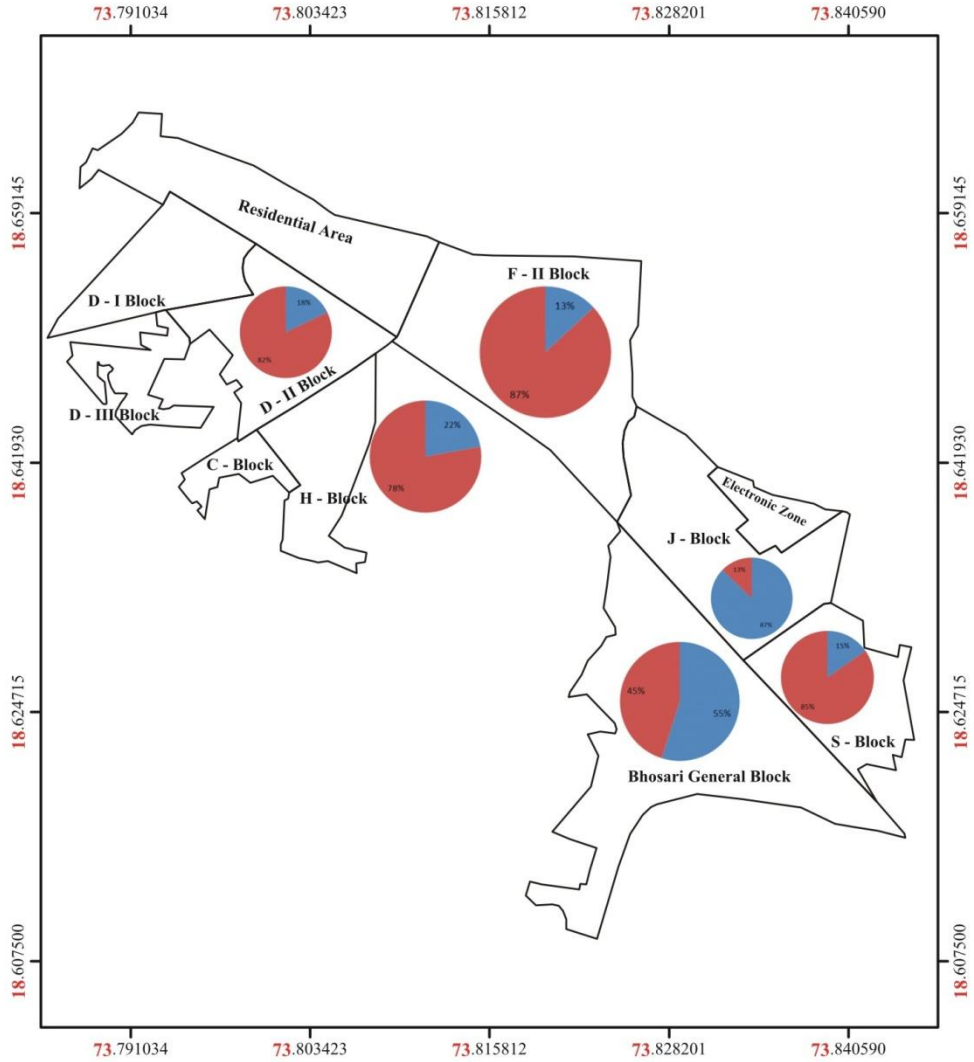 73.791034 73.803423 73.815812 73.828201 73.840590
18.659145
18.659145
Residential Area
F - II Block
D - I Block
18%
82%
13%
87%
D - II Block
D - III Block
22%
78%
18.641930
18.641930
C - Block
H - Block
Electronic Zone
J - Block
13%
87%
15%
85%
45%
55%
18.624715
18.624715
S - Block
Bhosari General Block
18.607500
18.607500
73.791034 73.803423 73.815812 73.828201 73.840590